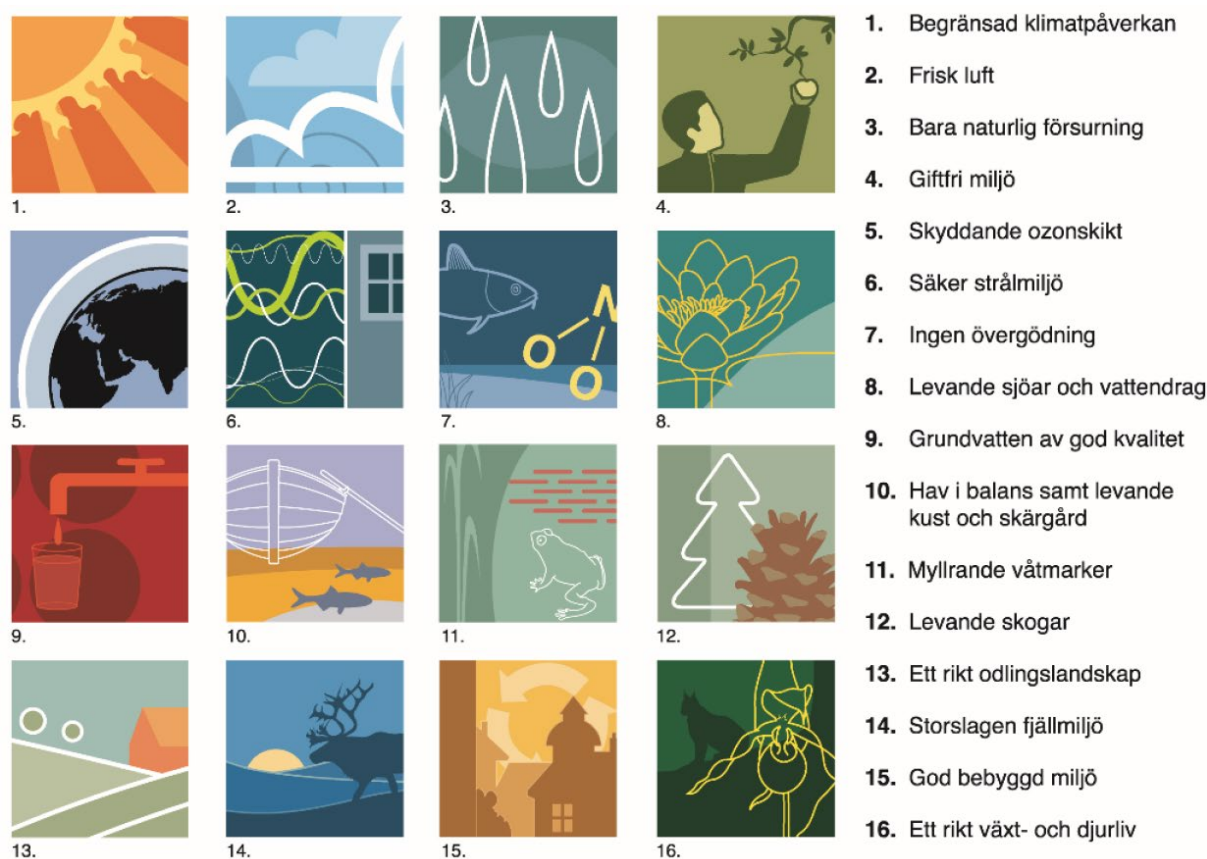 1.
2.
3.
4.
5.
6.
N
O
O
7.
8.
9.
10.
11.
12.
13.
14.
15.
16.
1. Begränsad klimatpåverkan
2. Frisk luft
3. Bara naturlig försurning
4. Giftfri miljö
5. Skyddande ozonskikt
6. Säker strålmiljö
7. Ingen övergödning
8. Levande sjöar och vattendrag
9. Grundvatten av god kvalitet
10. Hav i balans samt levande
kust och skärgård
11. Myllrande våtmarker
12. Levande skogar
13. Ett rikt odlingslandskap
14. Storslagen fjällmiljö
15. God bebyggd miljö
16. Ett rikt växt- och djurliv